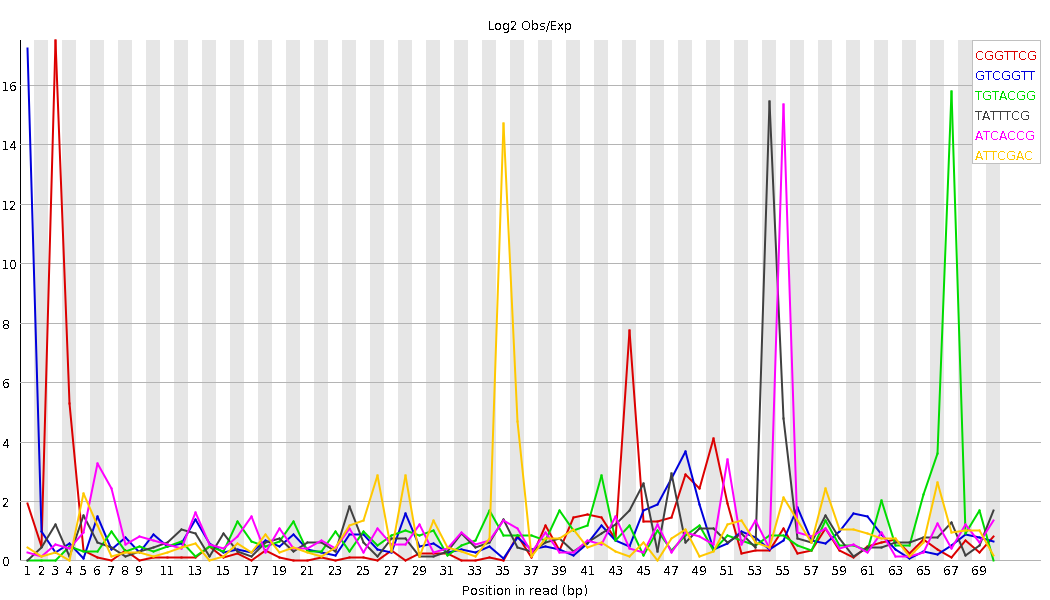 Log2 Obs/Exp
CGGTTCG
GTCGGTT
TGTACGG
TATTTCG
ATCACCG
ATTCGAC
16
14
12
10
8
6
4
2
0
1 2 3 4 5 6 7 8 9 11 13 15 17 19 21 23 25 27 29 31 33 35 37 39 41 43 45 47 49 51 53 55 57 59 61 63 65 67 69
Position in read (bp)